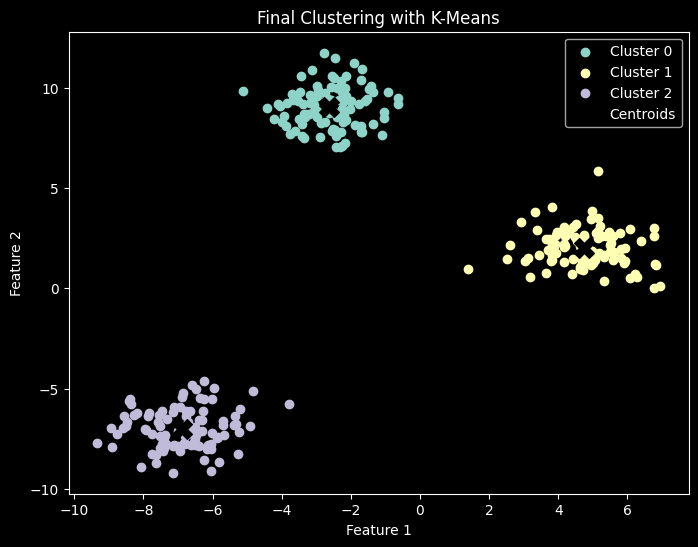 Final Clustering with K-Means
Cluster 0
Cluster 1
Cluster 2
Centroids
10
5
0
−5
−10
Feature 2
−10 −8 −6 −4 −2 0 2 4 6
Feature 1